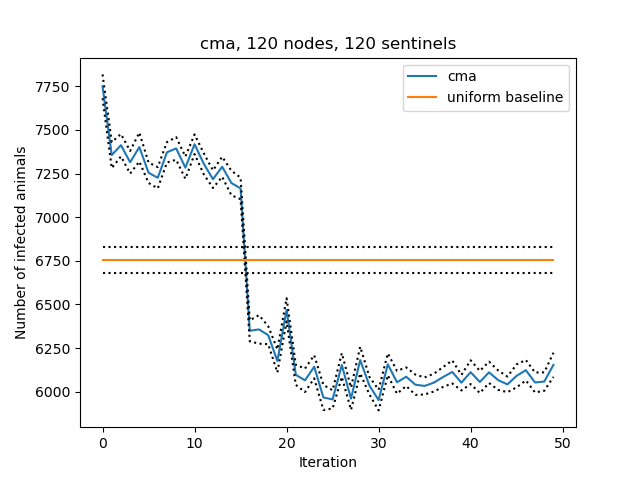 cma, 120 nodes, 120 sentinels
cma
uniform baseline
Number of infected animals
7750
7500
7250
7000
6750
6500
6250
6000
0 10 20 30 40 50
Iteration